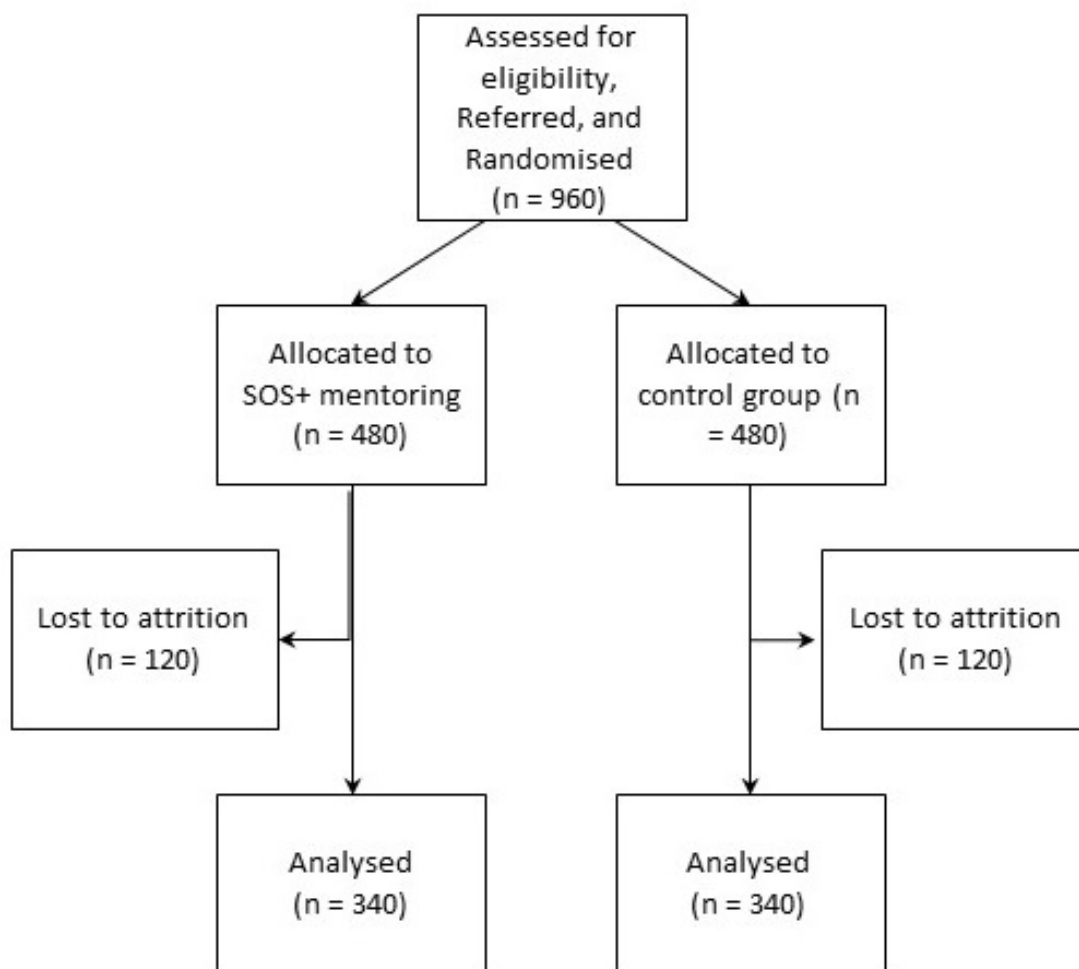 Assessed for
eligibility,
Referred, and
Randomised
(n = 960)
Allocated to
SOS+ mentoring
(n = 480)
Allocated to
control group (n
= 480)
Lost to attrition
(n = 120)
Lost to attrition
(n = 120)
Analysed
(n = 340)
Analysed
(n = 340)